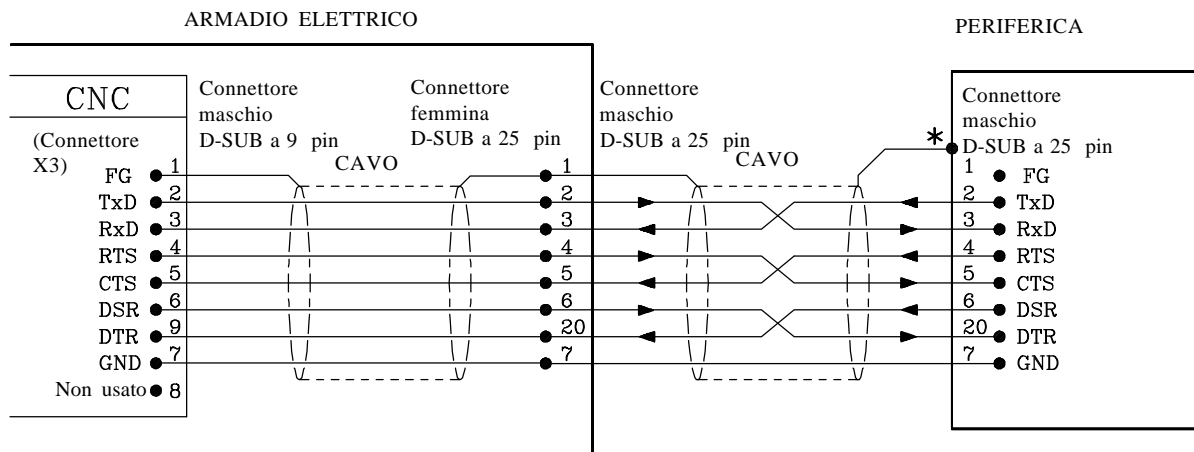 ARMADIO ELETTRICO
PERIFERICA
CNC
(Connettore
X3)
Connettore
maschio
D-SUB a 9 pin
CAVO
Connettore
femmina
D-SUB a 25 pin
Connettore
maschio
D-SUB a 25 pin
CAVO
*
Connettore
maschio
D-SUB a 25 pin
FG 1 1 1 FG
TxD 2 2 2 TxD
RxD 3 3 3 RxD
RTS 4 4 4 RTS
CTS 5 5 5 CTS
DSR 6 6 6 DSR
DTR 9 20 20 DTR
GND 7 7 7 GND
Non usato 8